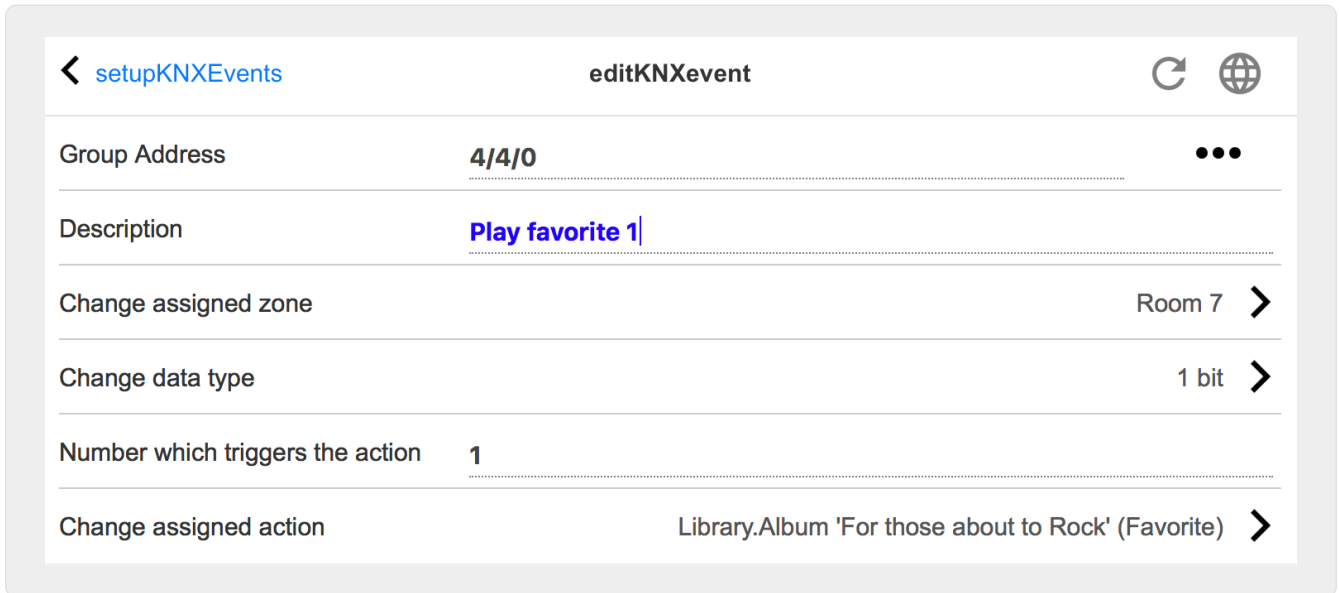 setupKNXEvents editKNXevent
Group Address 4/4/0
Description Play favorite 1
Change assigned zone Room 7
Change data type 1 bit
Number which triggers the action 1
Change assigned action Library.Album 'For those about to Rock' (Favorite)